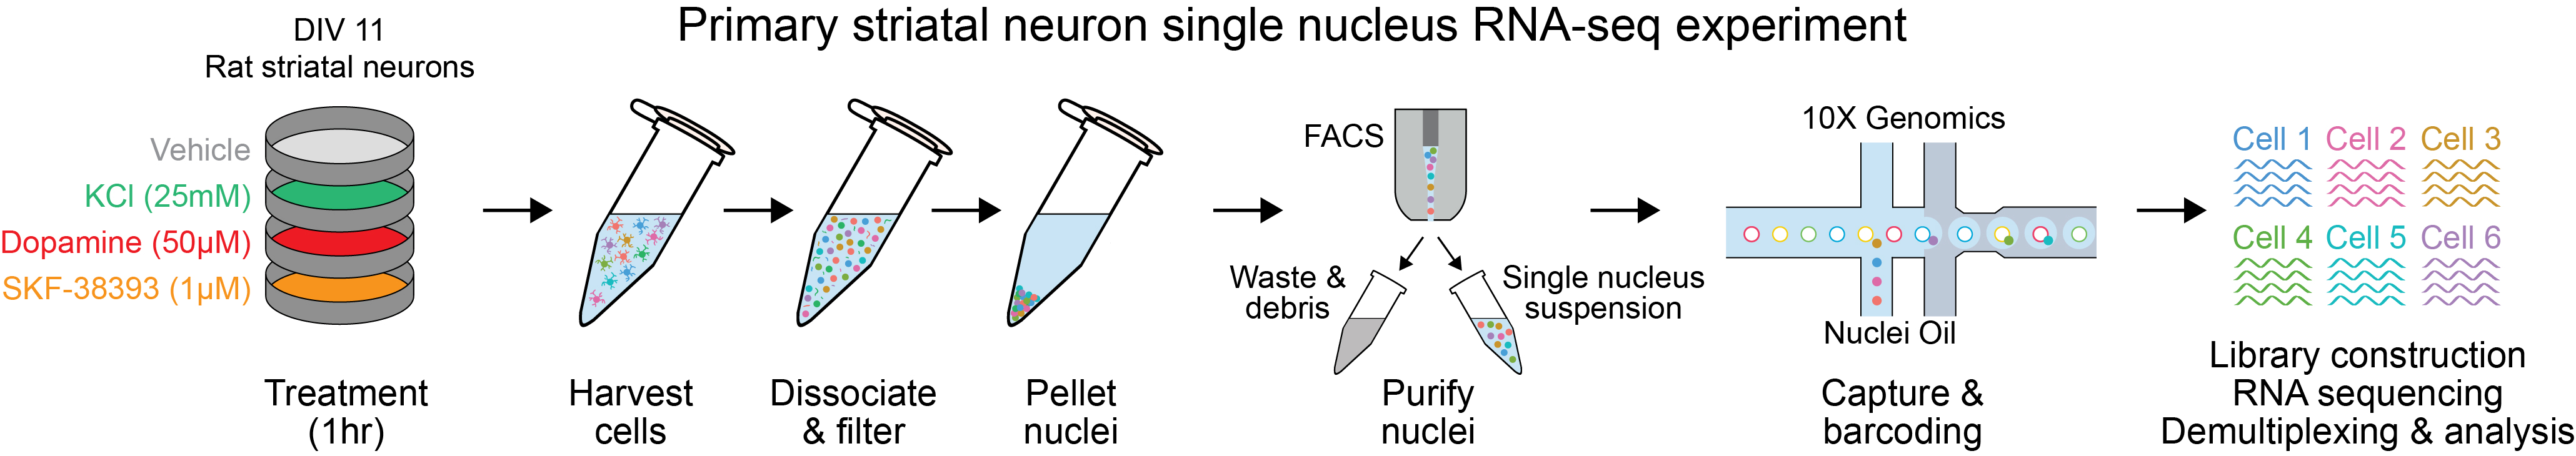 Primary striatal neuron single nucleus RNA-seq experiment
DIV 11
Rat striatal neurons
Vehicle
KCl (25mM)
Dopamine (50µM)
SKF-38393 (1µM)
Treatment
(1hr)
Harvest
cells
Dissociate
& filter
Pellet
nuclei
FACS
Waste &
debris
Single nucleus
suspension
Purify
nuclei
10X Genomics
Nuclei Oil
Capture &
barcoding
Cell 1 Cell 2 Cell 3
Cell 4 Cell 5 Cell 6
Library construction
RNA sequencing
Demultiplexing & analysis